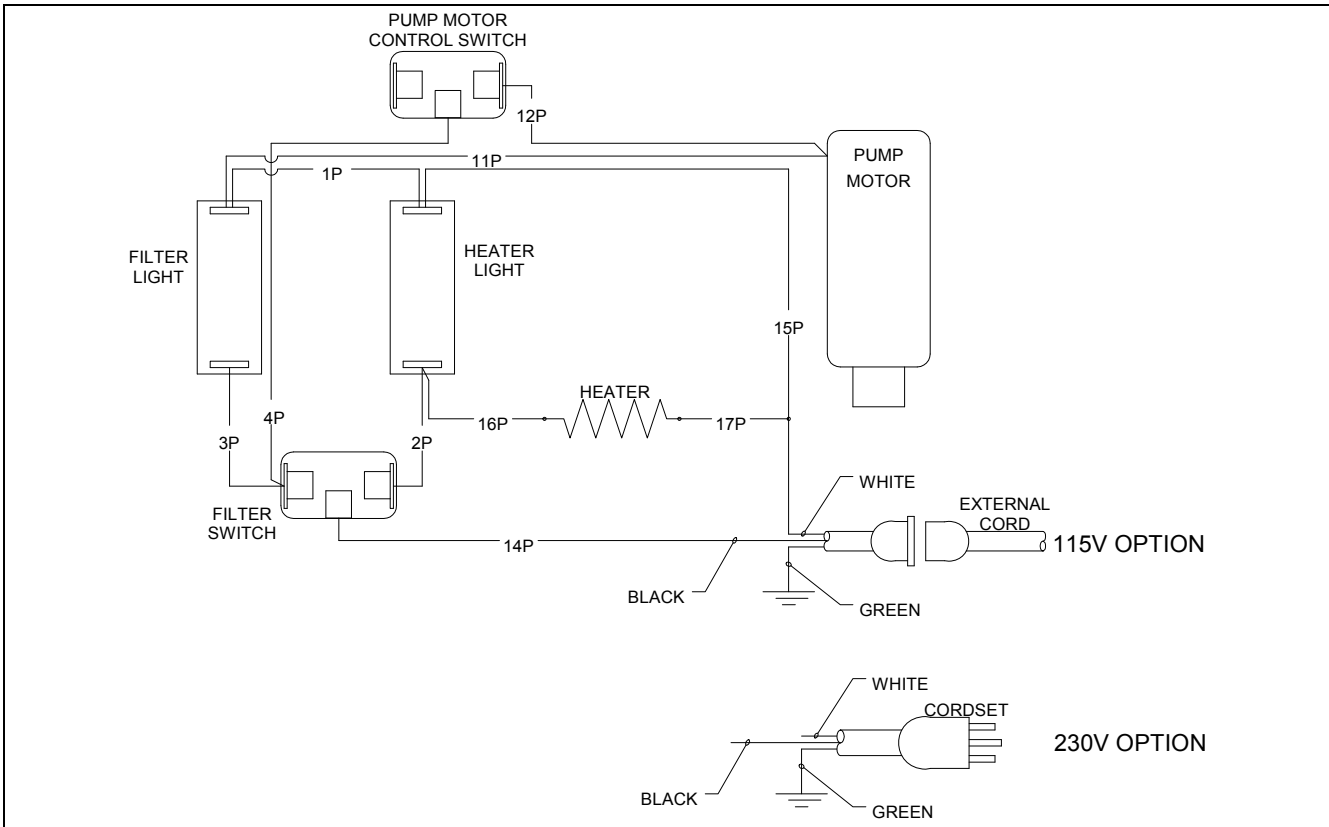 PUMP MOTOR
CONTROL SWITCH
12P
11P
1P
PUMP
MOTOR
FILTER
LIGHT
HEATER
LIGHT
15P
HEATER
16P
17P
4P
3P
2P
FILTER
SWITCH
WHITE
EXTERNAL
CORD
14P
115V OPTION
BLACK
GREEN
WHITE
CORDSET
230V OPTION
BLACK
GREEN